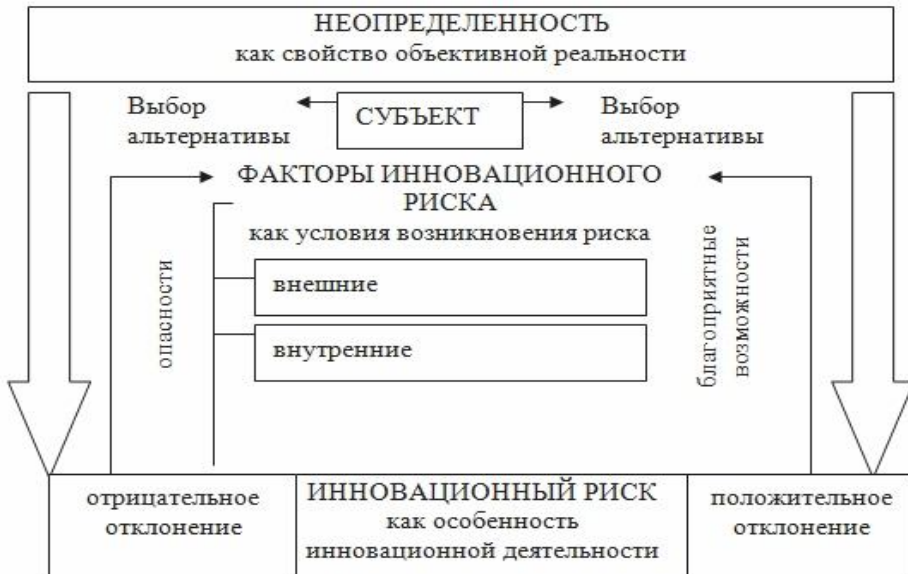 НЕОПРЕДЕЛЕННОСТЬ
как свойство объективной реальности
Выбор
альтернативы
СУБЪЕКТ
Выбор
альтернативы
ФАКТОРЫ ИННОВАЦИОННОГО
РИСКА
как условия возникновения риска
опасности
внешние
внутренние
благоприятные
возможности
отрицательное
отклонение
ИННОВАЦИОННЫЙ РИСК
как особенность
инновационной деятельности
положительное
отклонение